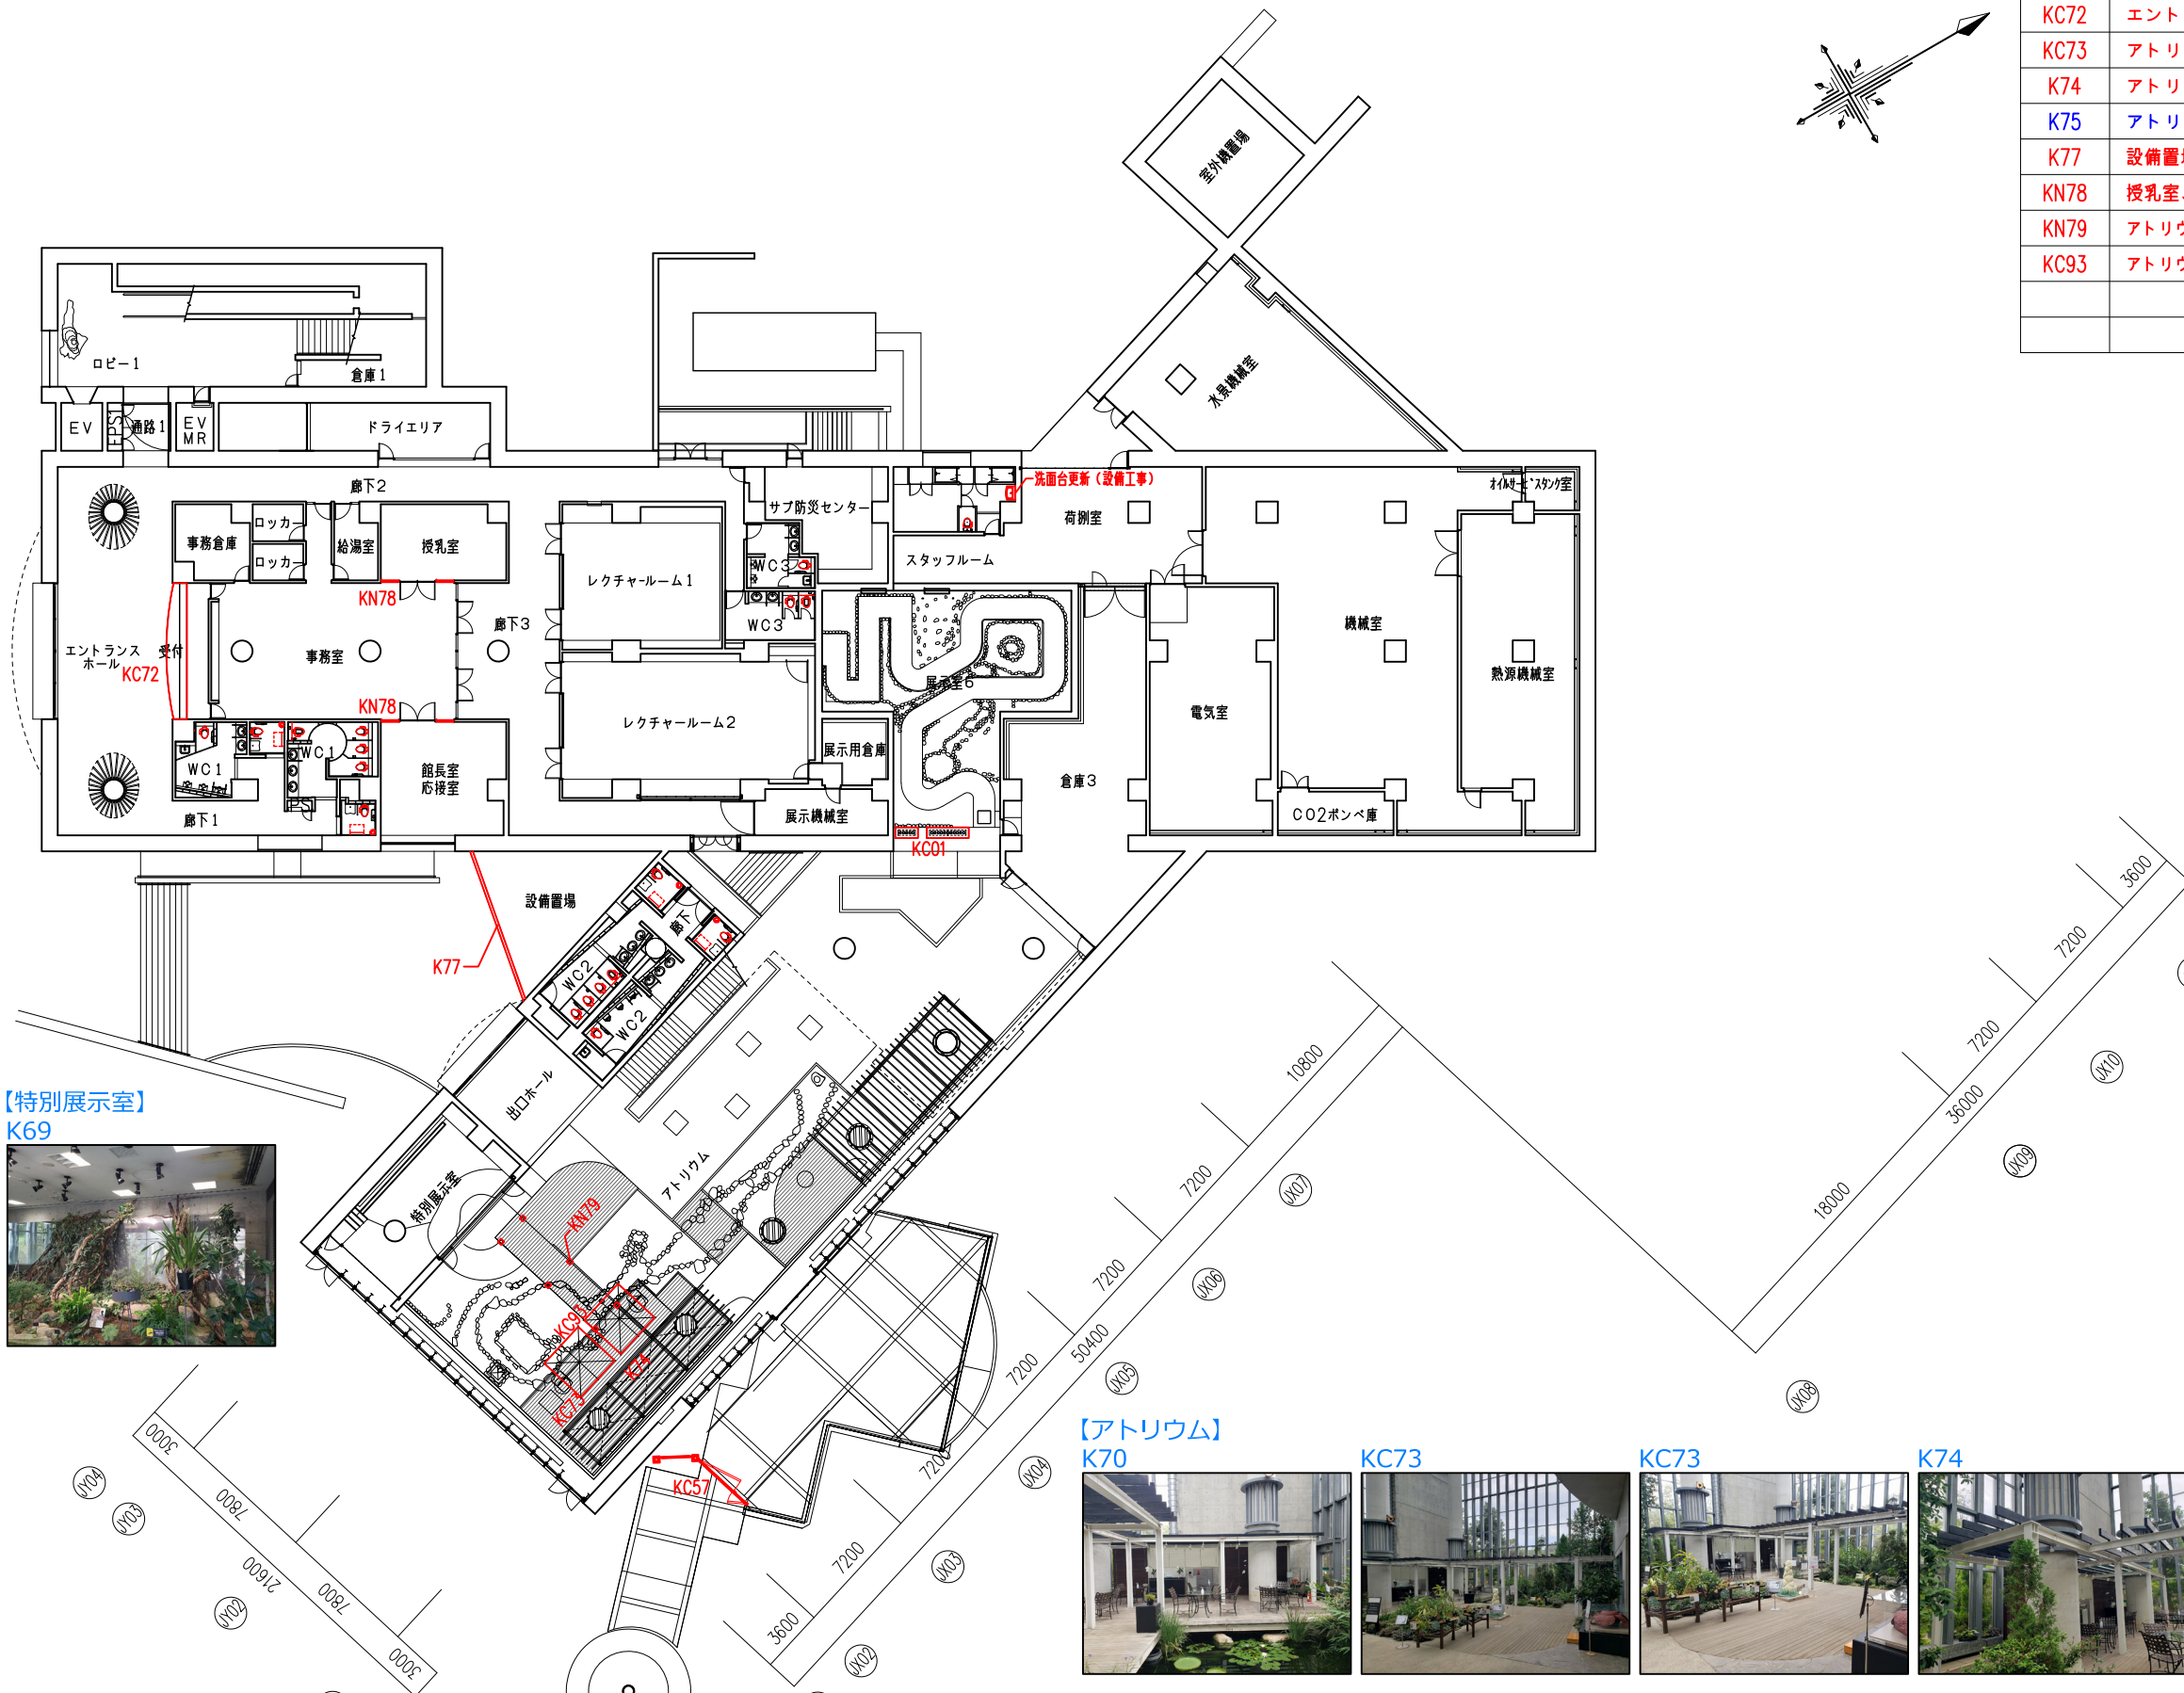 KC72 エント
KC73 アトリ
K74 アトリ
K75 アトリ
K77 設備置
KN78 授乳室
KN79 アトリウ
KC93 アトリウ
室外機置場
水景機械室
ロビー1
倉庫1
EV
EPS1
通路1
EV
MR
ドライエリア
廊下2
事務倉庫
ロッカー
ロッカー
給湯室
授乳室
サブ防災センター
洗面台更新(設備工事)
荷捌室
オイルサービスタンク室
スタッフルーム
レクチャールーム1
WC3
WC3
KN78
廊下3
エントランス
ホール
受付
KC72
事務室
機械室
熱源機械室
展示室6
電気室
KN78
レクチャールーム2
展示用倉庫
WC1
WC1
PS
館長室
応接室
倉庫3
廊下1
展示機械室
CO2ボンベ庫
KC01
設備置場
廊下
K77
WC2
WC2
出口ホール
アトリウム
特別展示室
KN79
KC93
K74
KC73
KC57
【特別展示室】
K69
【アトリウム】
K70
KC73
KC73
K74
3600
7200
7200
36000
18000
JX10
JX09
JX08
10800
7200
7200
7200
50400
7200
7200
3600
JX07
JX06
JX05
JX04
JX03
JX02
3000
7800
21600
7800
3000
JY04
JY03
JY02